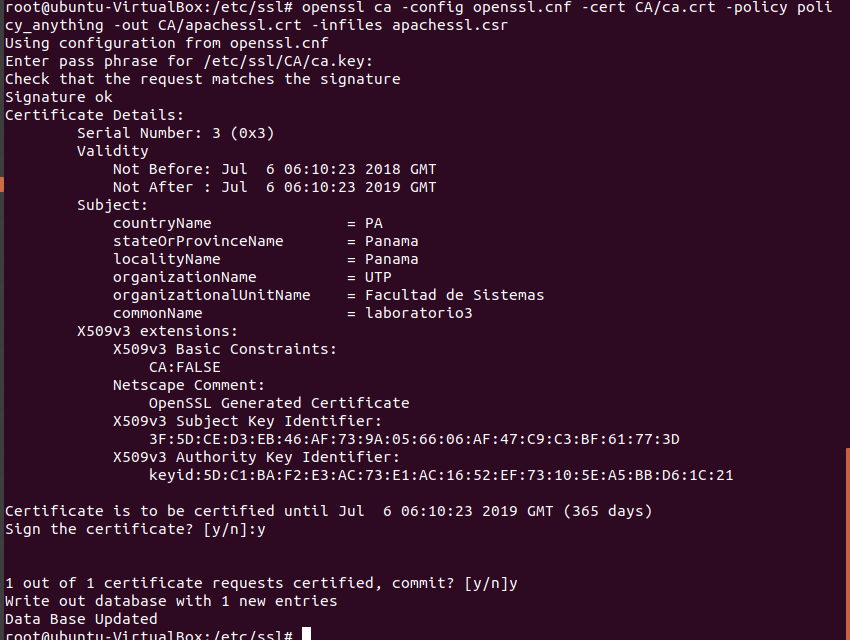 root@ubuntu-VirtualBox:/etc/ssl# openssl ca -config openssl.cnf -cert CA/ca.crt -policy poli
cy_anything -out CA/apachessl.crt -infiles apachessl.csr
Using configuration from openssl.cnf
Enter pass phrase for /etc/ssl/CA/ca.key:
Check that the request matches the signature
Signature ok
Certificate Details:
        Serial Number: 3 (0x3)
        Validity
            Not Before: Jul  6 06:10:23 2018 GMT
            Not After : Jul  6 06:10:23 2019 GMT
        Subject:
            countryName               = PA
            stateOrProvinceName       = Panama
            localityName              = Panama
            organizationName          = UTP
            organizationalUnitName    = Facultad de Sistemas
            commonName                = laboratorio3
        X509v3 extensions:
            X509v3 Basic Constraints:
                CA:FALSE
            Netscape Comment:
                OpenSSL Generated Certificate
            X509v3 Subject Key Identifier:
                3F:5D:CE:D3:EB:46:AF:73:9A:05:66:06:AF:47:C9:C3:BF:61:77:3D
            X509v3 Authority Key Identifier:
                keyid:5D:C1:BA:F2:E3:AC:73:E1:AC:16:52:EF:73:10:5E:A5:BB:D6:1C:21

Certificate is to be certified until Jul  6 06:10:23 2019 GMT (365 days)
Sign the certificate? [y/n]:y


1 out of 1 certificate requests certified, commit? [y/n]y
Write out database with 1 new entries
Data Base Updated
root@ubuntu-VirtualBox:/etc/ssl#